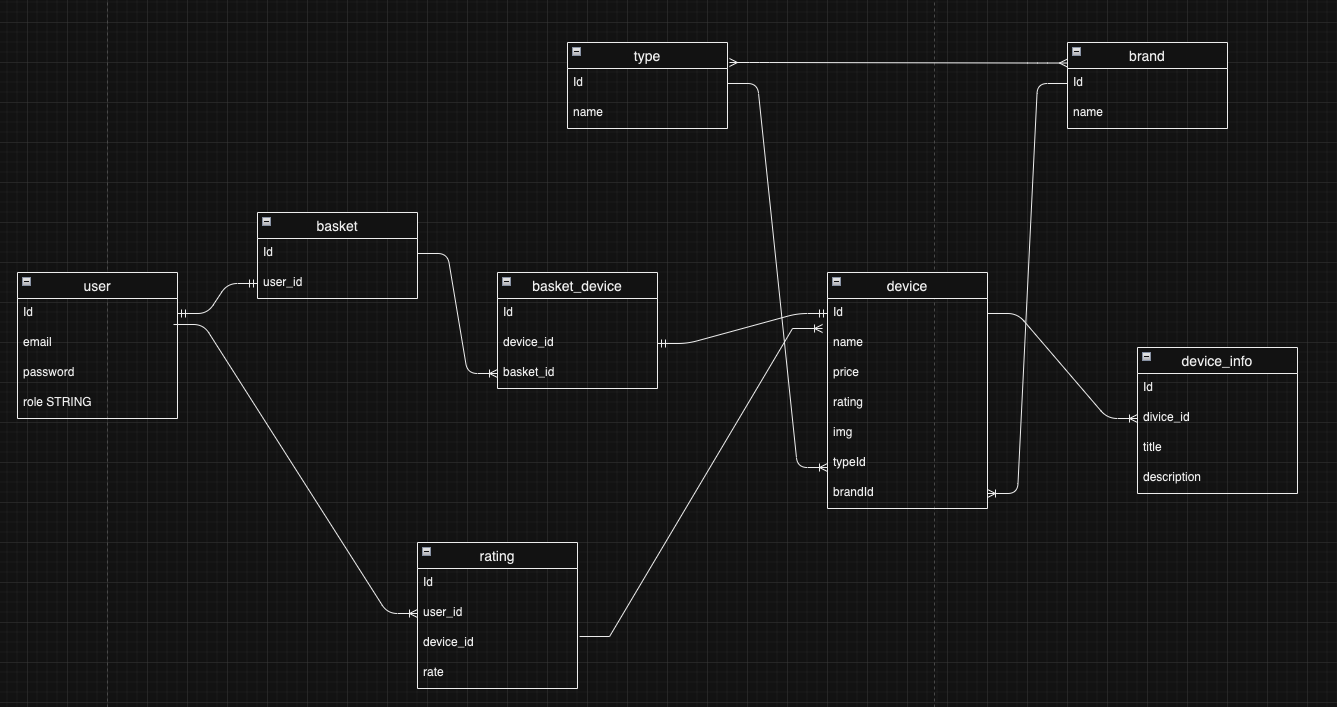 type
Id
name
brand
Id
name
basket
Id
user_id
user
Id
email
password
role STRING
basket_device
Id
device_id
basket_id
device
Id
name
price
rating
img
typeId
brandId
device_info
Id
divice_id
title
description
rating
Id
user_id
device_id
rate